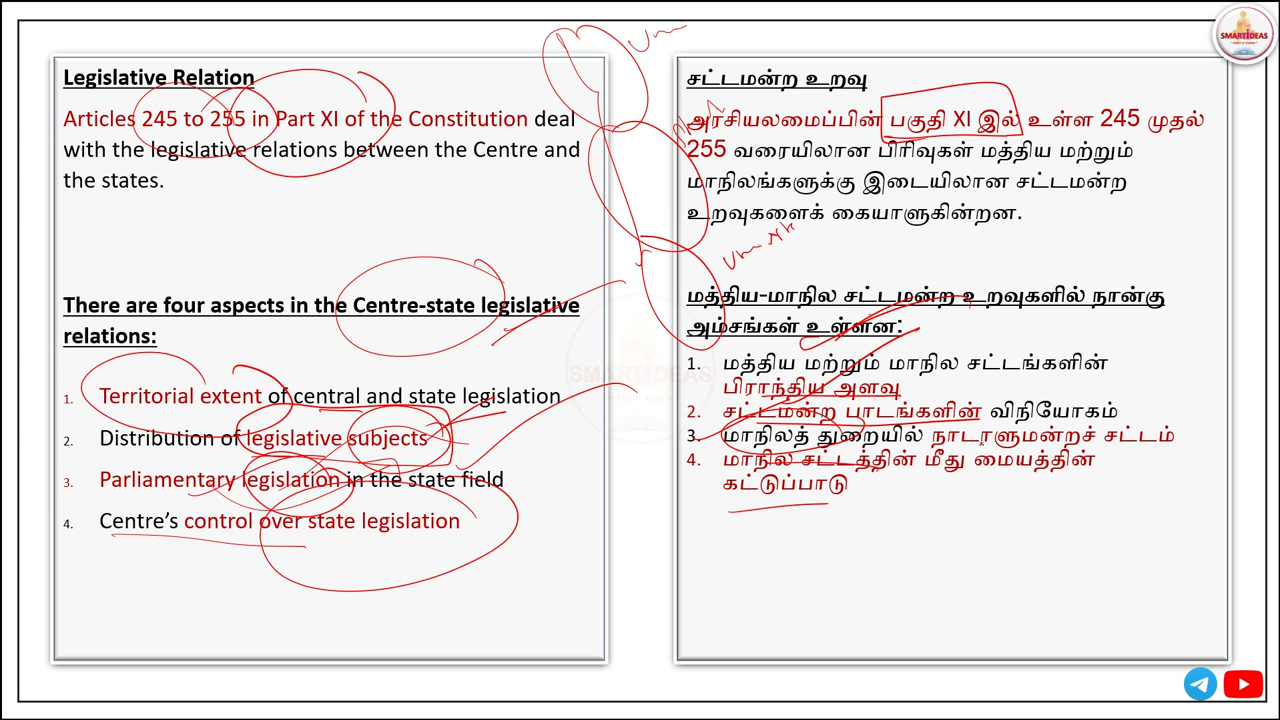 SMARTIDEAS
Legislative Relation
Articles 245 to 255 in Part XI of the Constitution deal
with the legislative relations between the Centre and
the states.
There are four aspects in the Centre-state legislative
relations:
1. Territorial extent of central and state legislation
2. Distribution of legislative subjects
3. Parliamentary legislation in the state field
4. Centre’s control over state legislation
சட்டமன்ற உறவு
அரசியலமைப்பின் பகுதி XI இல் உள்ள 245 முதல்
255 வரையிலான பிரிவுகள் மத்திய மற்றும்
மாநிலங்களுக்கு இடையிலான சட்டமன்ற
உறவுகளைக் கையாளுகின்றன.
மத்திய-மாநில சட்டமன்ற உறவுகளில் நான்கு
அம்சங்கள் உள்ளன:
1. மத்திய மற்றும் மாநில சட்டங்களின்
பிராந்திய அளவு
2. சட்டமன்ற பாடங்களின் விநியோகம்
3. மாநிலத் துறையில் நாடாளுமன்றச் சட்டம்
4. மாநில சட்டத்தின் மீது மையத்தின்
கட்டுப்பாடு
SMARTIDEAS